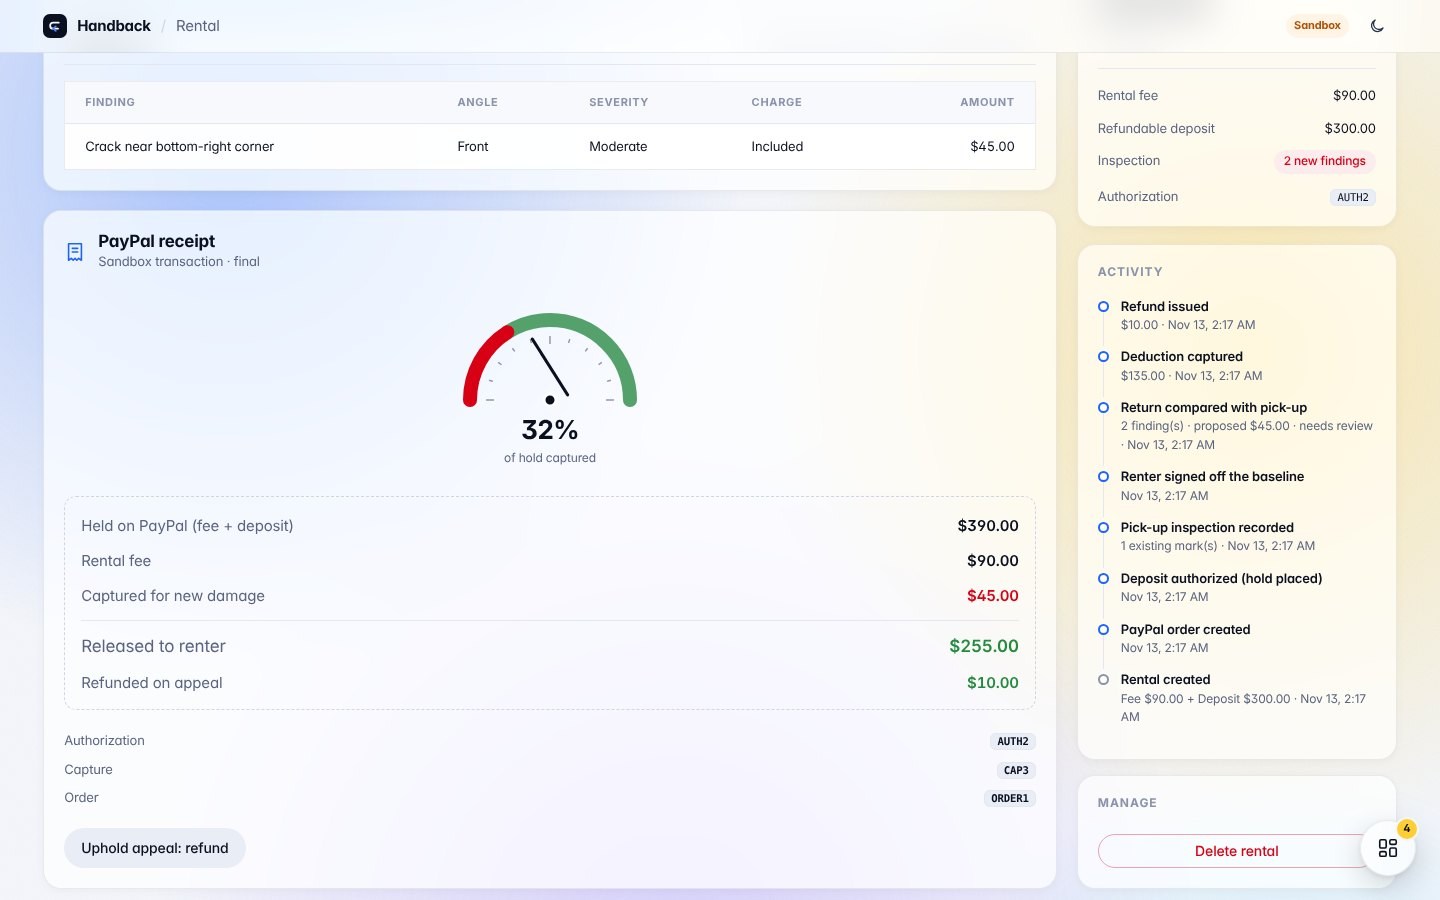 Handback / Rental
Sandbox
FINDING ANGLE SEVERITY CHARGE AMOUNT
Crack near bottom-right corner Front Moderate Included $45.00
PayPal receipt
Sandbox transaction · final
32%
of hold captured
Held on PayPal (fee + deposit) $390.00
Rental fee $90.00
Captured for new damage $45.00
Released to renter $255.00
Refunded on appeal $10.00
Authorization AUTH2
Capture CAP3
Order ORDER1
Uphold appeal: refund
Rental fee $90.00
Refundable deposit $300.00
Inspection 2 new findings
Authorization AUTH2
ACTIVITY
Refund issued
$10.00 · Nov 13, 2:17 AM
Deduction captured
$135.00 · Nov 13, 2:17 AM
Return compared with pick-up
2 finding(s) · proposed $45.00 · needs review
· Nov 13, 2:17 AM
Renter signed off the baseline
Nov 13, 2:17 AM
Pick-up inspection recorded
1 existing mark(s) · Nov 13, 2:17 AM
Deposit authorized (hold placed)
Nov 13, 2:17 AM
PayPal order created
Nov 13, 2:17 AM
Rental created
Fee $90.00 + Deposit $300.00 · Nov 13, 2:17
AM
MANAGE
Delete rental
4